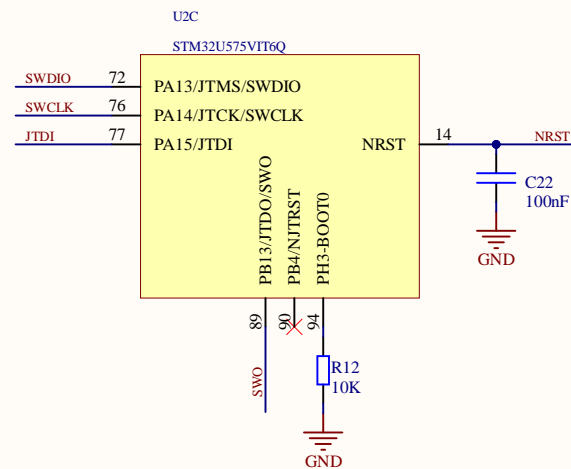 U2C
STM32U575VIT6Q
SWDIO 72 PA13/JTMS/SWDIO
SWCLK 76 PA14/JTCK/SWCLK
JTDI 77 PA15/JTDI
NRST 14 NRST
C22
100nF
GND
PB13/JTDO/SWO
PB4/NJTRST
PH3-BOOT0
89
90
94
SWO
R12
10K
GND